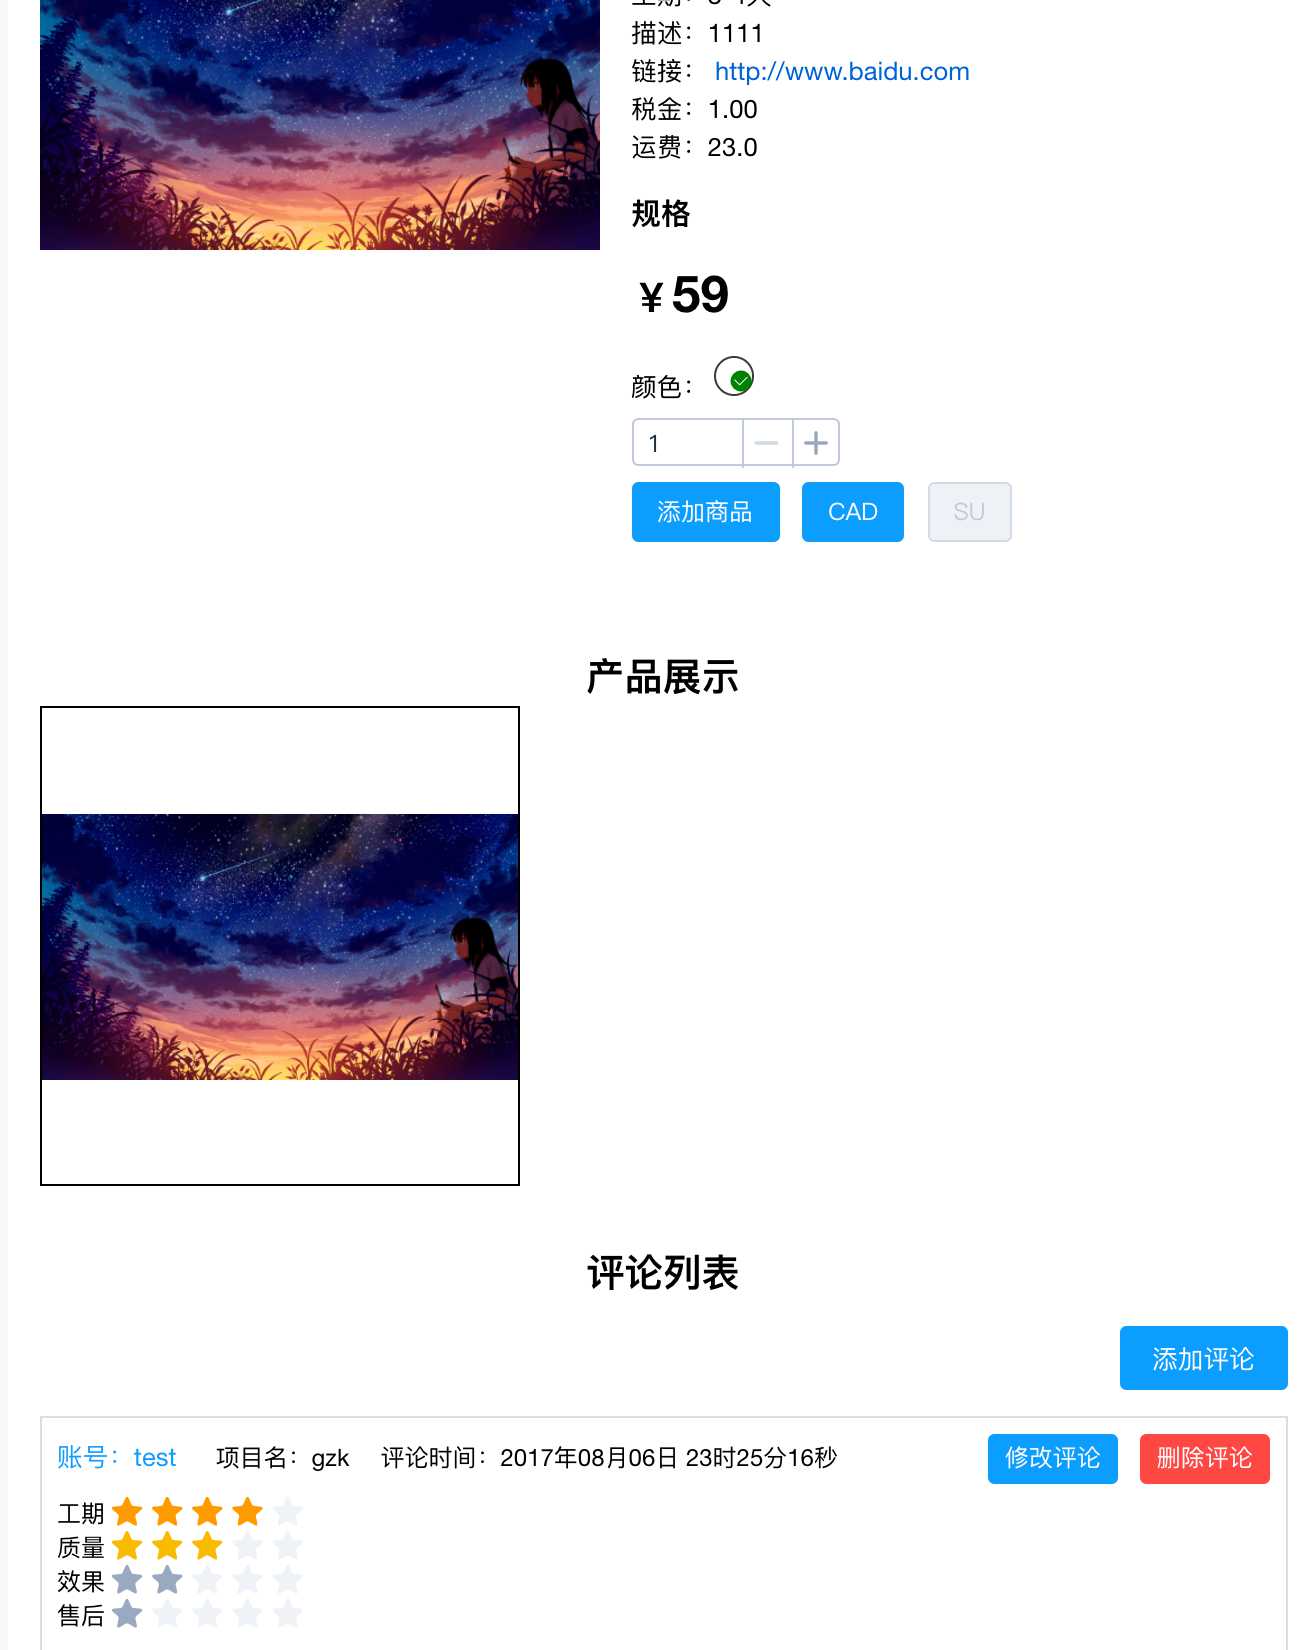 描述：1111
链接： http://www.baidu.com
税金：1.00
运费：23.0
规格
¥59
颜色：
1
添加商品 CAD SU
产品展示
评论列表
添加评论
账号：test 项目名：gzk 评论时间：2017年08月06日 23时25分16秒 修改评论 删除评论
工期
质量
效果
售后